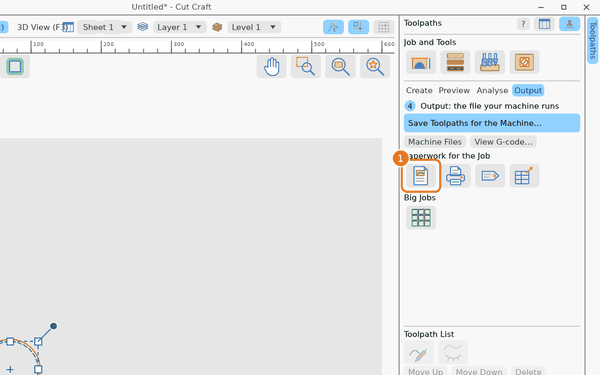 Untitled* - Cut Craft
3D View (F3)
Sheet 1
Layer 1
Level 1
Toolpaths
?
Toolpaths
100
200
300
400
500
600
Job and Tools
Create
Preview
Analyse
Output
4 Output: the file your machine runs
Save Toolpaths for the Machine...
Machine Files
View G-code...
1
aperwork for the Job
Big Jobs
Toolpath List
Move Up
Move Down
Delete